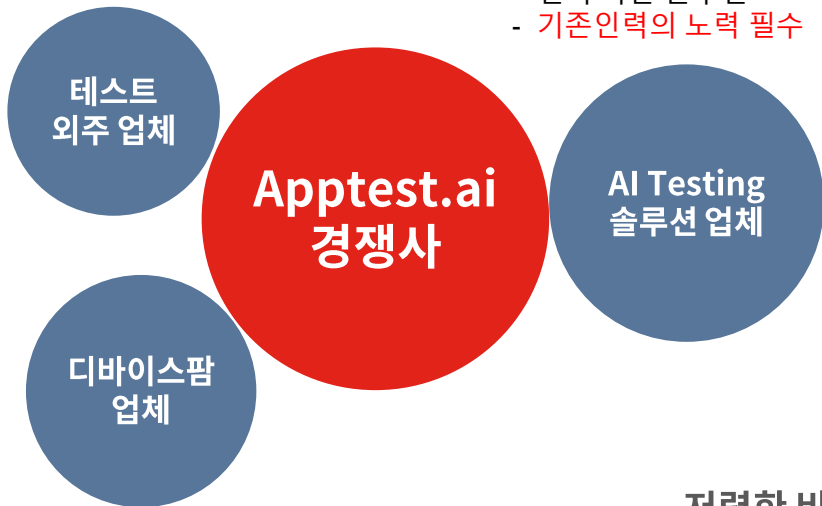 - 기존인력의 노력 필수
테스트
외주 업체
Apptest.ai
경쟁사
AI Testing
솔루션 업체
디바이스팜
업체